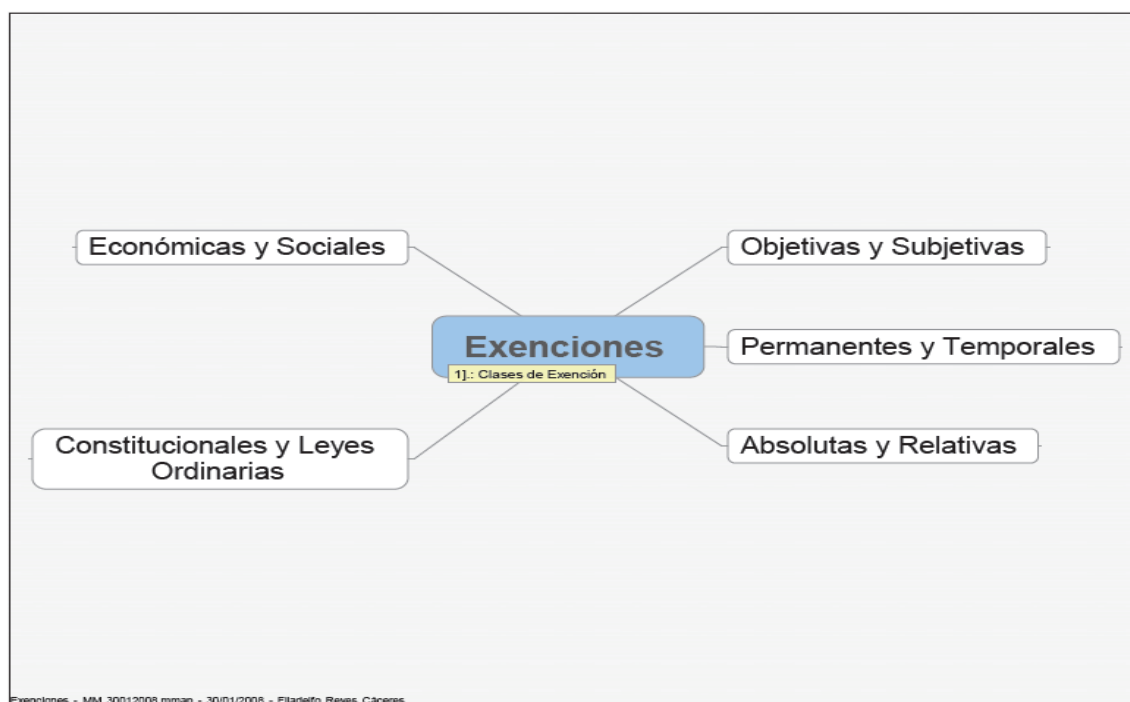 Económicas y Sociales
Objetivas y Subjetivas
Exenciones
1].: Clases de Exención
Permanentes y Temporales
Constitucionales y Leyes
Ordinarias
Absolutas y Relativas
Exenciones - MM 30012008.mmap - 30/01/2008 - Filadelfo Reyes Cáceres